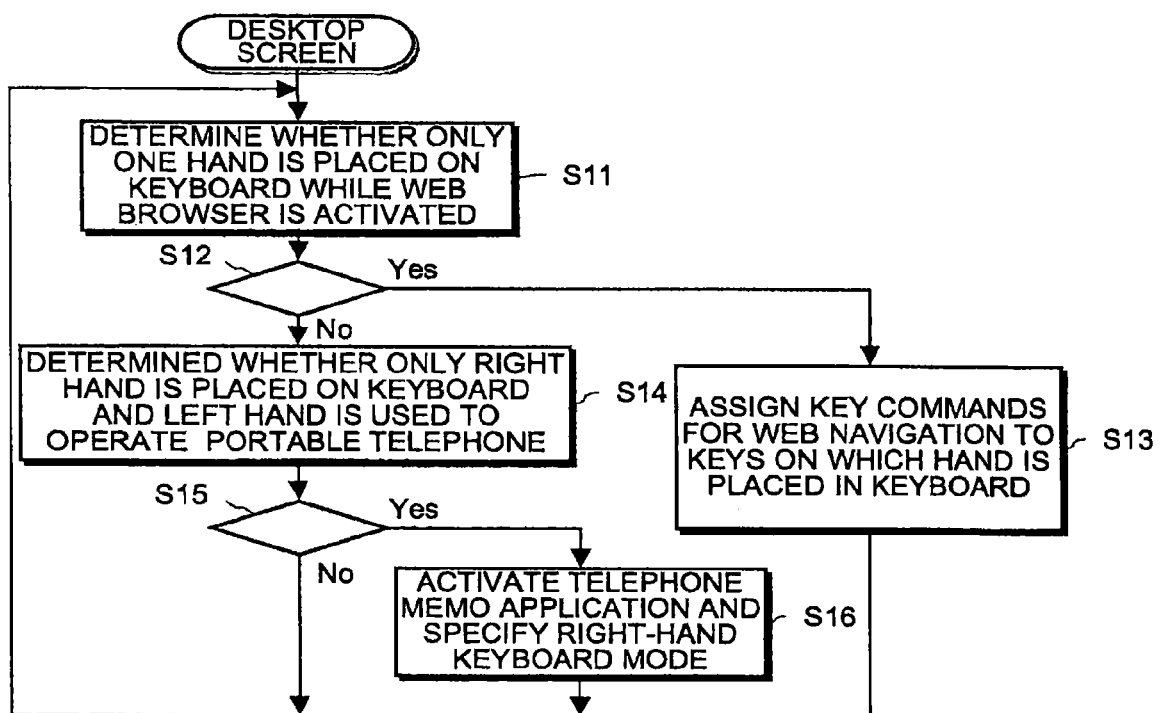 DESKTOP
SCREEN
DETERMINE WHETHER ONLY
ONE HAND IS PLACED ON
KEYBOARD WHILE WEB
BROWSER IS ACTIVATED
S11
S12
Yes
No
DETERMINED WHETHER ONLY RIGHT
HAND IS PLACED ON KEYBOARD
AND LEFT HAND IS USED TO
OPERATE PORTABLE TELEPHONE
S14
ASSIGN KEY COMMANDS
FOR WEB NAVIGATION TO
KEYS ON WHICH HAND IS
PLACED IN KEYBOARD
S13
S15
Yes
No
ACTIVATE TELEPHONE
MEMO APPLICATION AND
SPECIFY RIGHT-HAND
KEYBOARD MODE
S16